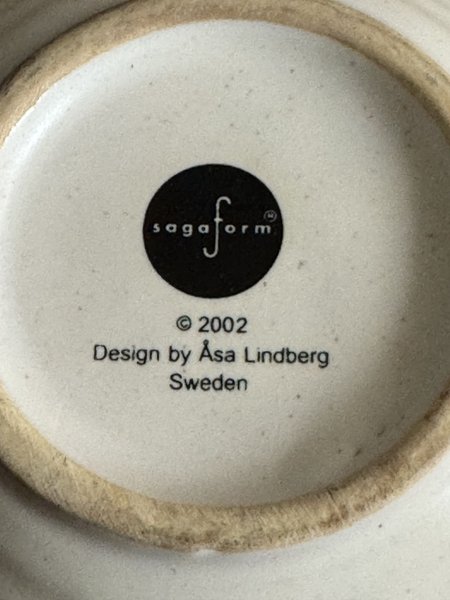 sagaform
© 2002
Design by Åsa Lindberg
Sweden